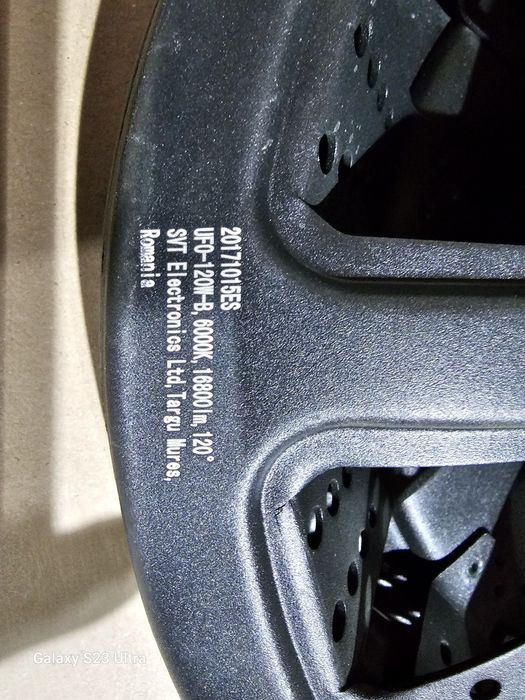 20171015ES
UFO-120W-B, 6000K, 16800lm, 120°
SVT Electronics Ltd, Targu Mures,
Romania
Galaxy S23 Ultra